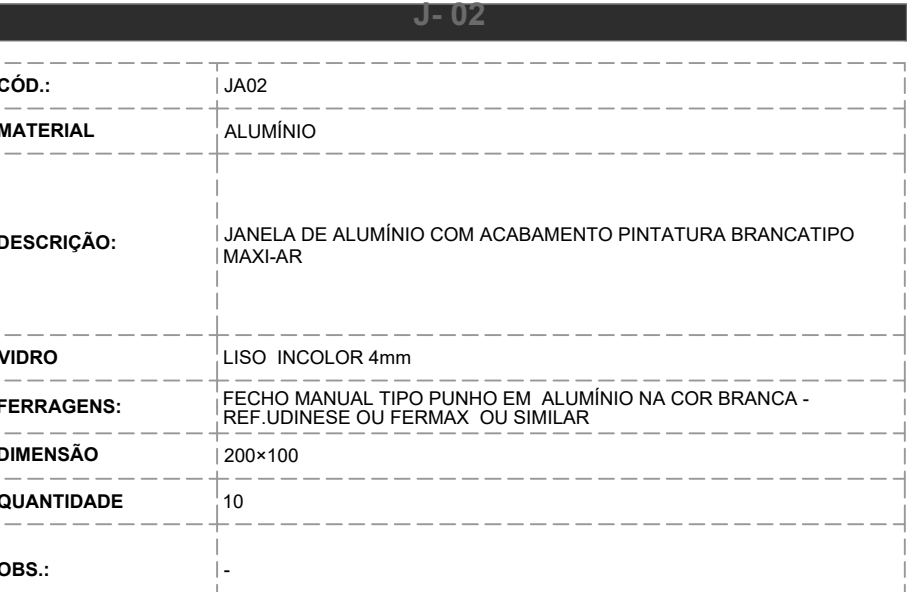 J- 02
CÓD.: JA02
MATERIAL ALUMÍNIO
DESCRIÇÃO: JANELA DE ALUMÍNIO COM ACABAMENTO PINTATURA BRANCATIPO
MAXI-AR
VIDRO LISO INCOLOR 4mm
FERRAGENS: FECHO MANUAL TIPO PUNHO EM ALUMÍNIO NA COR BRANCA -
REF.UDINESE OU FERMAX OU SIMILAR
DIMENSÃO 200×100
QUANTIDADE 10
OBS.: -